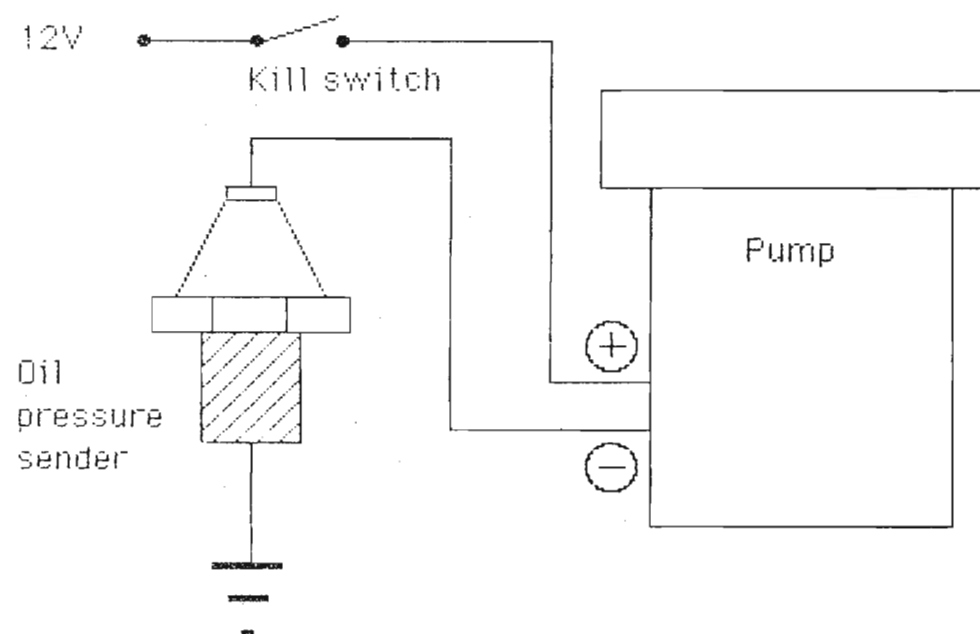 12V
Kill switch
Pump
+
Oil
pressure
sender
−